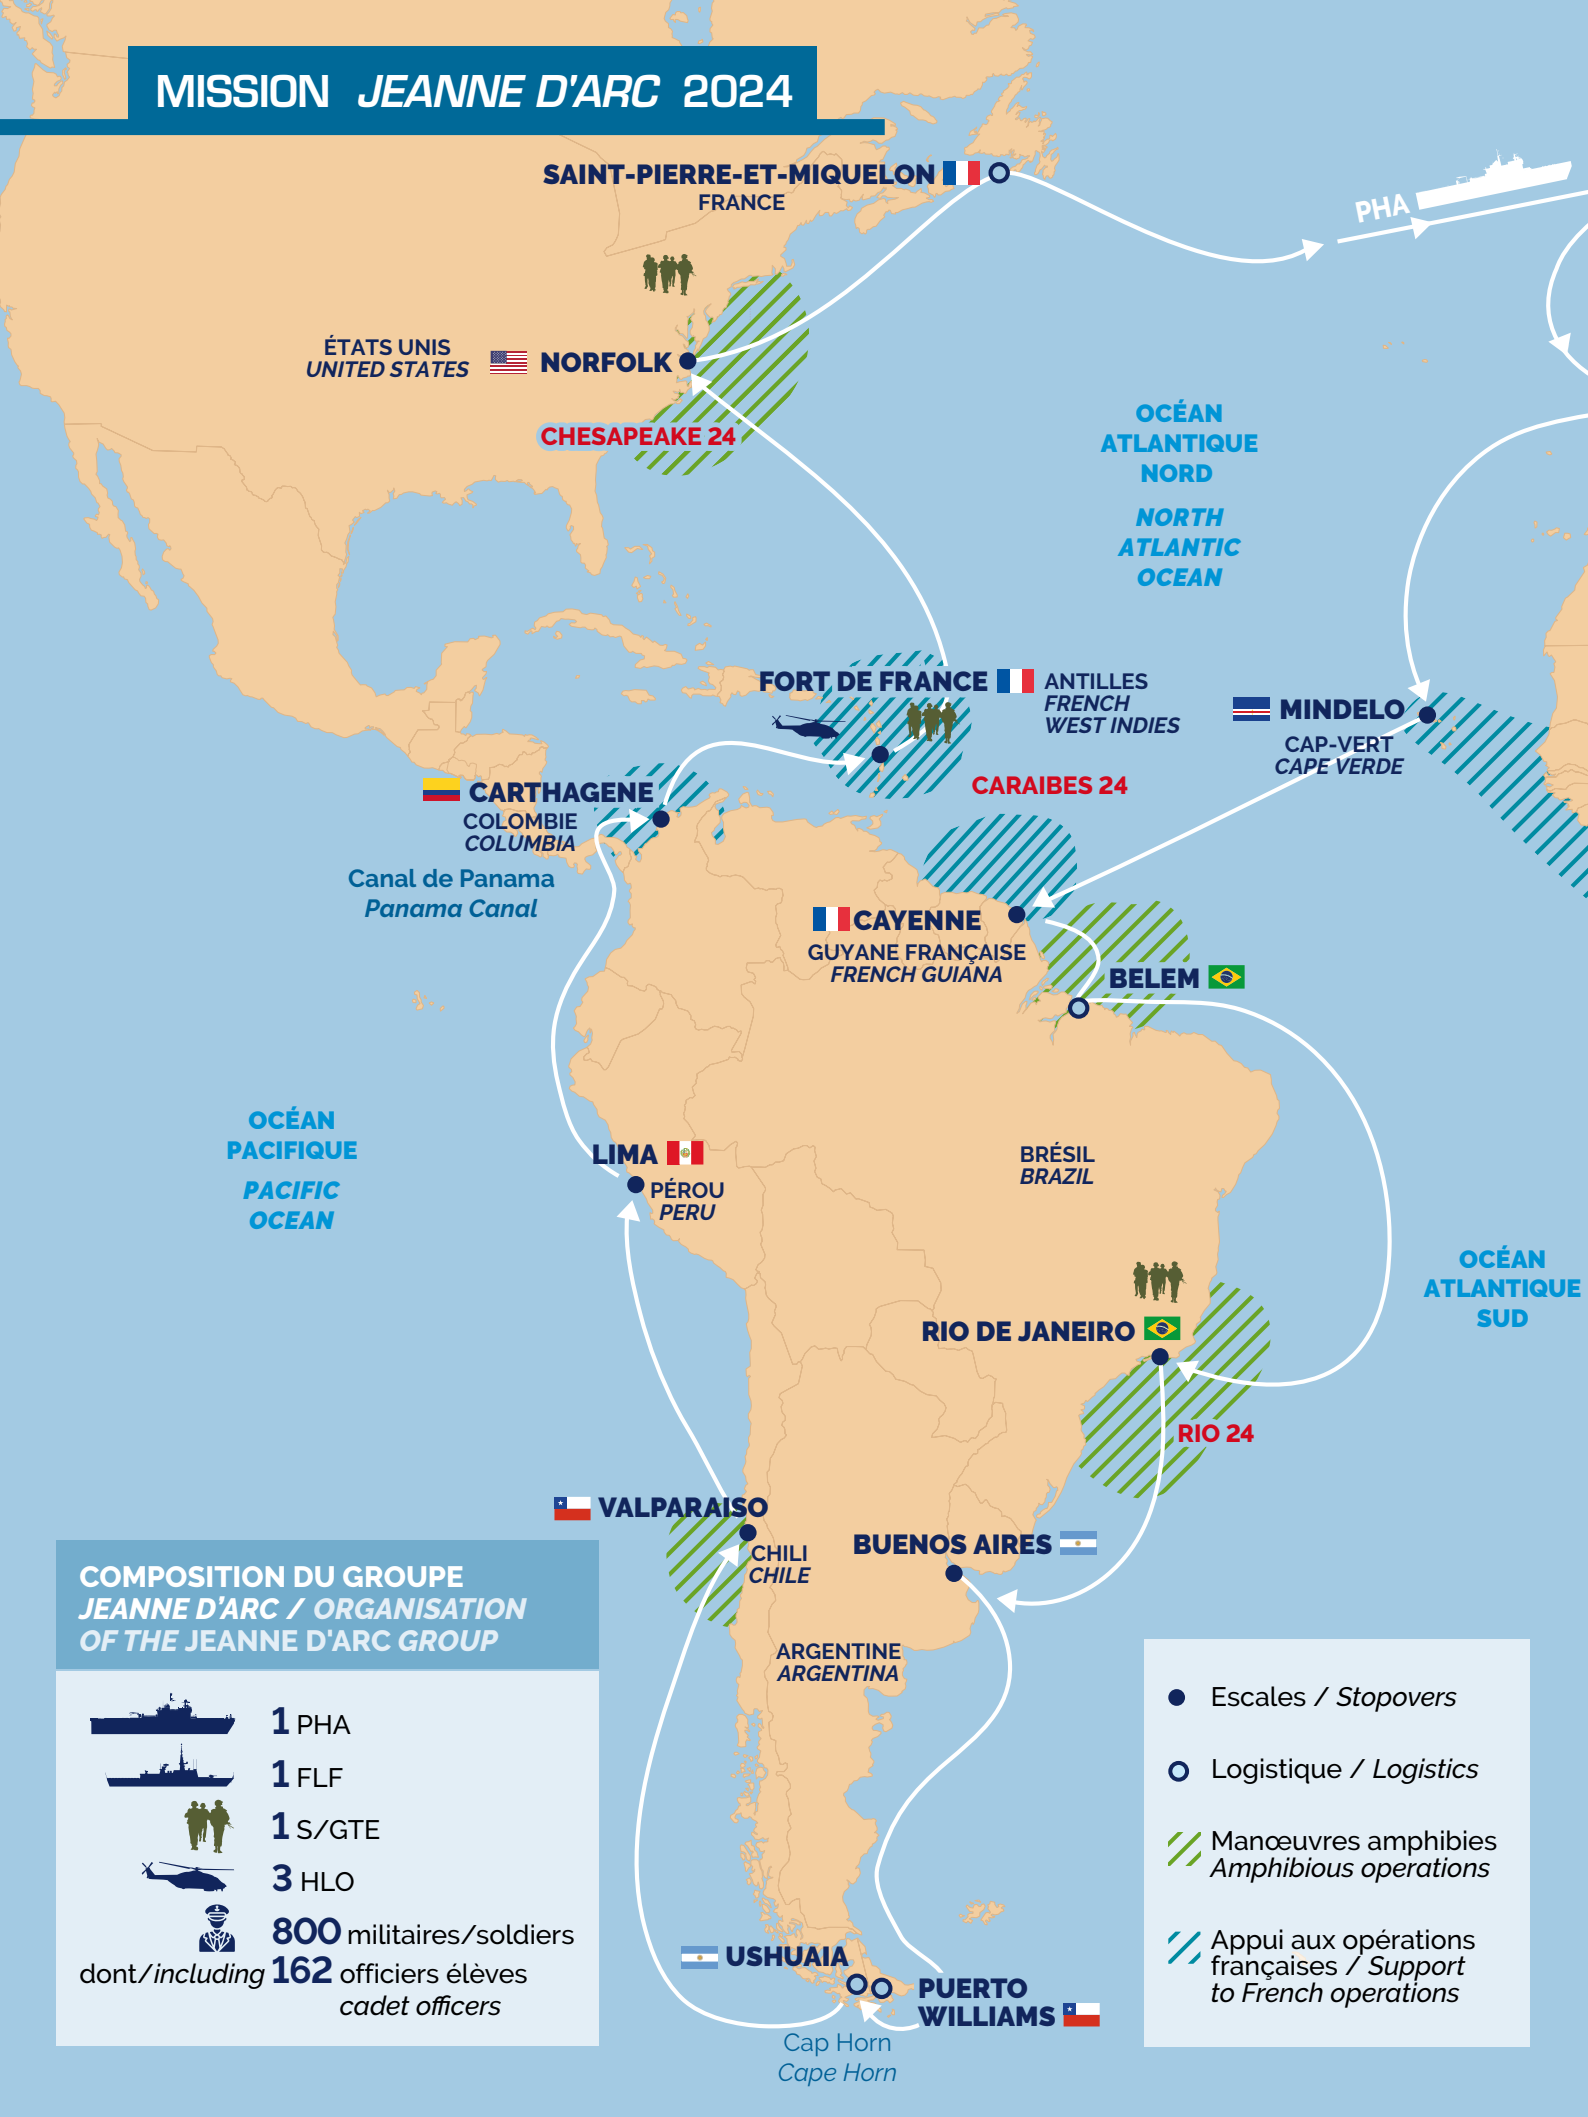 MISSION JEANNE D'ARC 2024
SAINT-PIERRE-ET-MIQUELON
FRANCE
PHA
ÉTATS UNIS
UNITED STATES
NORFOLK
CHESAPEAKE 24
OCÉAN
ATLANTIQUE
NORD
NORTH
ATLANTIC
OCEAN
FORT DE FRANCE
ANTILLES
FRENCH
WEST INDIES
MINDELO
CAP-VERT
CAPE VERDE
CARAIBES 24
CARTHAGENE
COLOMBIE
COLUMBIA
Canal de Panama
Panama Canal
CAYENNE
GUYANE FRANÇAISE
FRENCH GUIANA
BELEM
OCÉAN
PACIFIQUE
PACIFIC
OCEAN
LIMA
PÉROU
PERU
BRÉSIL
BRAZIL
OCÉAN
ATLANTIQUE
SUD
RIO DE JANEIRO
RIO 24
VALPARAISO
CHILI
CHILE
BUENOS AIRES
ARGENTINE
ARGENTINA
USHUAIA
PUERTO
WILLIAMS
Cap Horn
Cape Horn
COMPOSITION DU GROUPE
JEANNE D'ARC / ORGANISATION
OF THE JEANNE D'ARC GROUP
1 PHA
1 FLF
1 S/GTE
3 HLO
800 militaires/soldiers
dont/including 162 officiers élèves
cadet officers
Escales / Stopovers
Logistique / Logistics
Manœuvres amphibies
Amphibious operations
Appui aux opérations
françaises / Support
to French operations